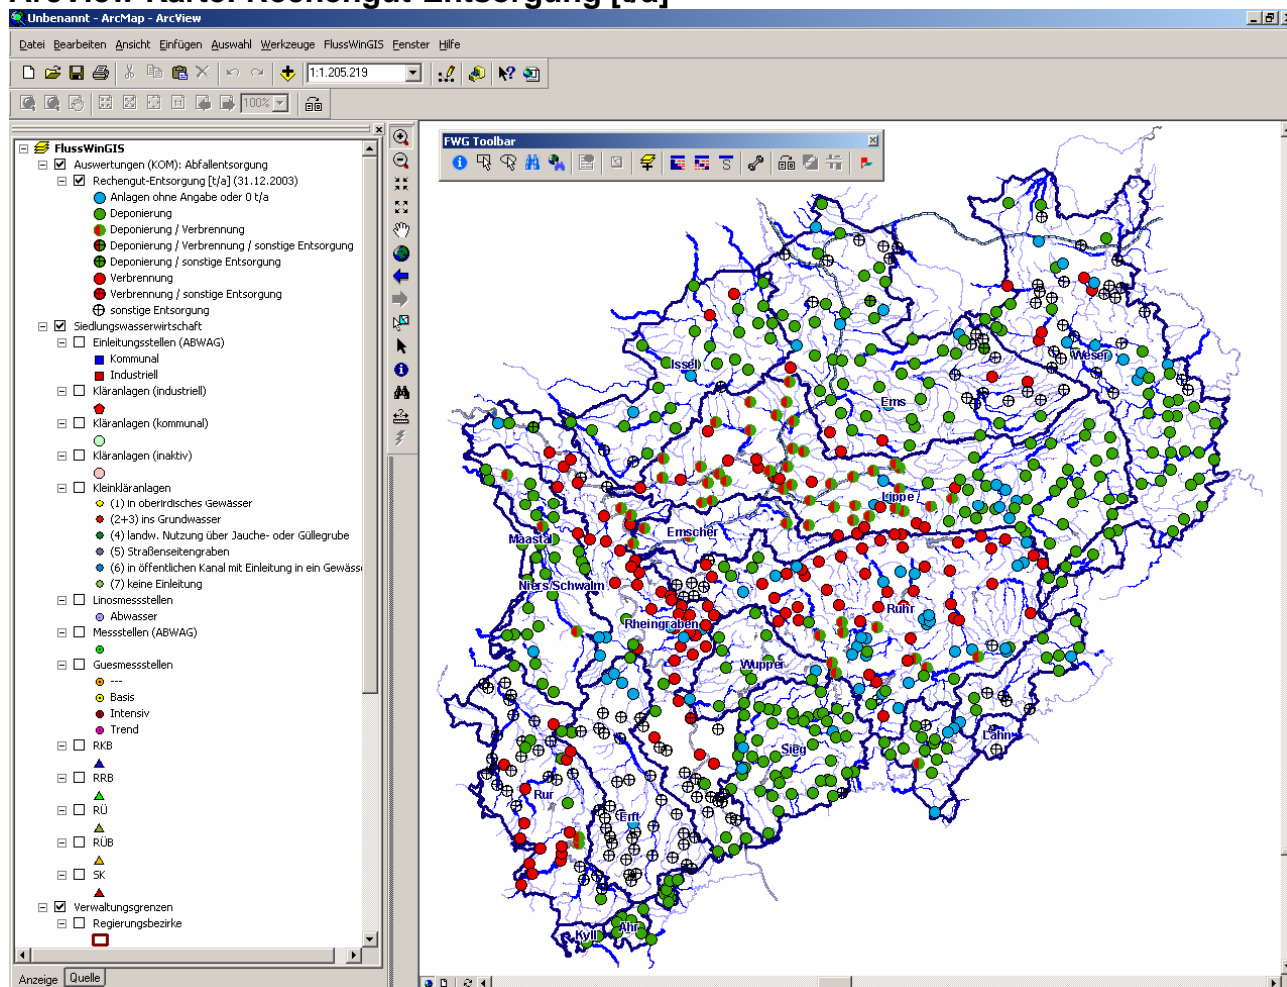 ArcView-Karte: Rechengut-Entsorgung [t/a]
Unbenannt - ArcMap - ArcView
Datei Bearbeiten Ansicht Einfügen Auswahl Werkzeuge FlussWinGIS Fenster Hilfe
1:1.205.219
100%
FlussWinGIS
Auswertungen (KOM): Abfallentsorgung
Rechengut-Entsorgung [t/a] (31.12.2003)
Anlagen ohne Angabe oder 0 t/a
Deponierung
Deponierung / Verbrennung
Deponierung / Verbrennung / sonstige Entsorgung
Deponierung / sonstige Entsorgung
Verbrennung
Verbrennung / sonstige Entsorgung
sonstige Entsorgung
Siedlungswasserwirtschaft
Einleitungsstellen (ABWAG)
Kommunal
Industriell
Kläranlagen (industriell)
Kläranlagen (kommunal)
Kläranlagen (inaktiv)
Kleinkläranlagen
(1) in oberirdisches Gewässer
(2+3) ins Grundwasser
(4) landw. Nutzung über Jauche- oder Güllegrube
(5) Straßenseitengraben
(6) in öffentlichen Kanal mit Einleitung in ein Gewässe
(7) keine Einleitung
Linosmessstellen
Abwasser
Messstellen (ABWAG)
Guesmessstellen
---
Basis
Intensiv
Trend
RKB
RRB
RÜ
RÜB
SK
Verwaltungsgrenzen
Regierungsbezirke
Anzeige Quelle
FWG Toolbar
Issel
Weser
Ems
Lippe
Emscher
Maastal
Niers/Schwalm
Ruhr
Rheingraben
Wupper
Lahn
Sieg
Rur
Erft
Ahr
Kyll